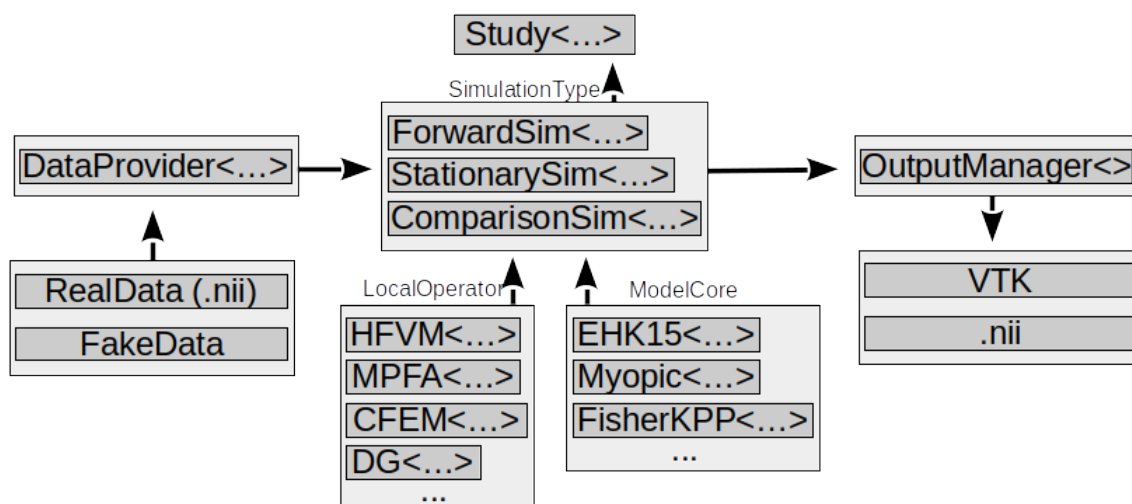 Study<...>
SimulationType
ForwardSim<...>
StationarySim<...>
ComparisonSim<...>
DataProvider<...>
OutputManager<>
RealData (.nii)
FakeData
LocalOperator
HFVM<...>
MPFA<...>
CFEM<...>
DG<...>
...
ModelCore
EHK15<...>
Myopic<...>
FisherKPP<...>
...
VTK
.nii